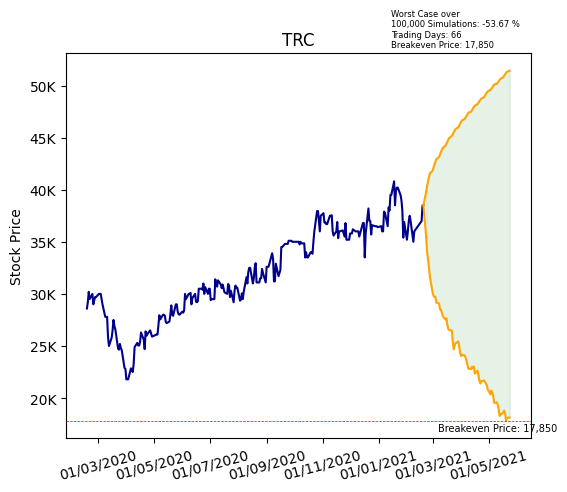 Worst Case over
100,000 Simulations: -53.67 %
Trading Days: 66
Breakeven Price: 17,850
TRC
Stock Price
50K
45K
40K
35K
30K
25K
20K
Breakeven Price: 17,850
01/03/2020
01/05/2020
01/07/2020
01/09/2020
01/11/2020
01/01/2021
01/03/2021
01/05/2021